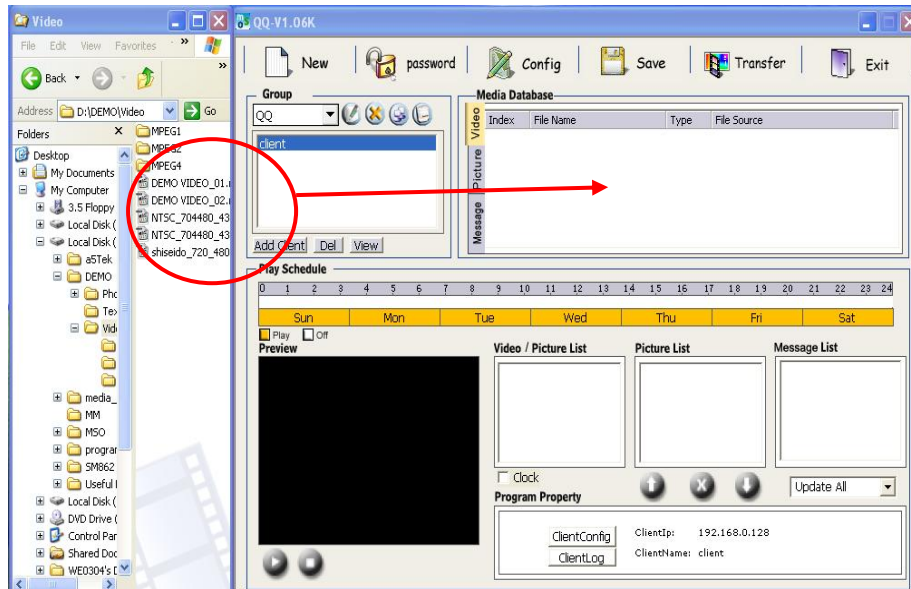 Video
File Edit View Favorites »
Back »
Address D:\DEMO\Video Go
Folders X
Desktop
My Documents
My Computer
3.5 Floppy
Local Disk (
Local Disk (
a5Tek
DEMO
Pho
Tex
Vid
media_
MM
MSO
prograr
SM862
Useful
Local Disk (
DVD Drive (
Control Par
Shared Doc
WE0304's
MPEG1
MPEG2
MPEG4
DEMO VIDEO_01.
DEMO VIDEO_02.
NTSC_704480_43
NTSC_704480_43
shiseido_720_480
QQ-V1.06K
New password Config Save Transfer Exit
Group
QQ
client
Add Client Del View
Media Database
Video
Picture
Message
Index File Name Type File Source
Play Schedule
0 1 2 3 4 5 6 7 8 9 10 11 12 13 14 15 16 17 18 19 20 21 22 23 24
Sun Mon Tue Wed Thu Fri Sat
Play Off
Preview
Video / Picture List Picture List Message List
Clock
Update All
Program Property
ClientConfig ClientIp: 192.168.0.128
ClientLog ClientName: client